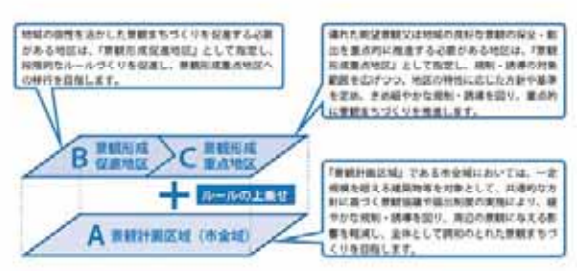 地域の個性を活かした景観まちづくりを促進する必要
がある地区は、『景観形成促進地区』として指定し、
段階的なルールづくりを促進し、景観形成重点地区へ
の移行を目指します。
優れた眺望景観又は地域の良好な景観の保全・創
出を重点的に推進する必要がある地区は、『景観
形成重点地区』として指定し、規制・誘導の対象
範囲を広げつつ、地区の特性に応じた方針や基準
を定め、きめ細やかな規制・誘導を図り、重点的
に景観まちづくりを推進します。
B 景観形成
促進地区
C 景観形成
重点地区
+ ルールの上乗せ
A 景観計画区域（市全域）
『景観計画区域』である市全域においては、一定
規模を超える建築物等を対象として、共通的な方
針に基づく景観協議や届出制度の実施により、緩
やかな規制・誘導を図り、周辺の景観に与える影
響を軽減し、全体として調和のとれた景観まちづ
くりを目指します。